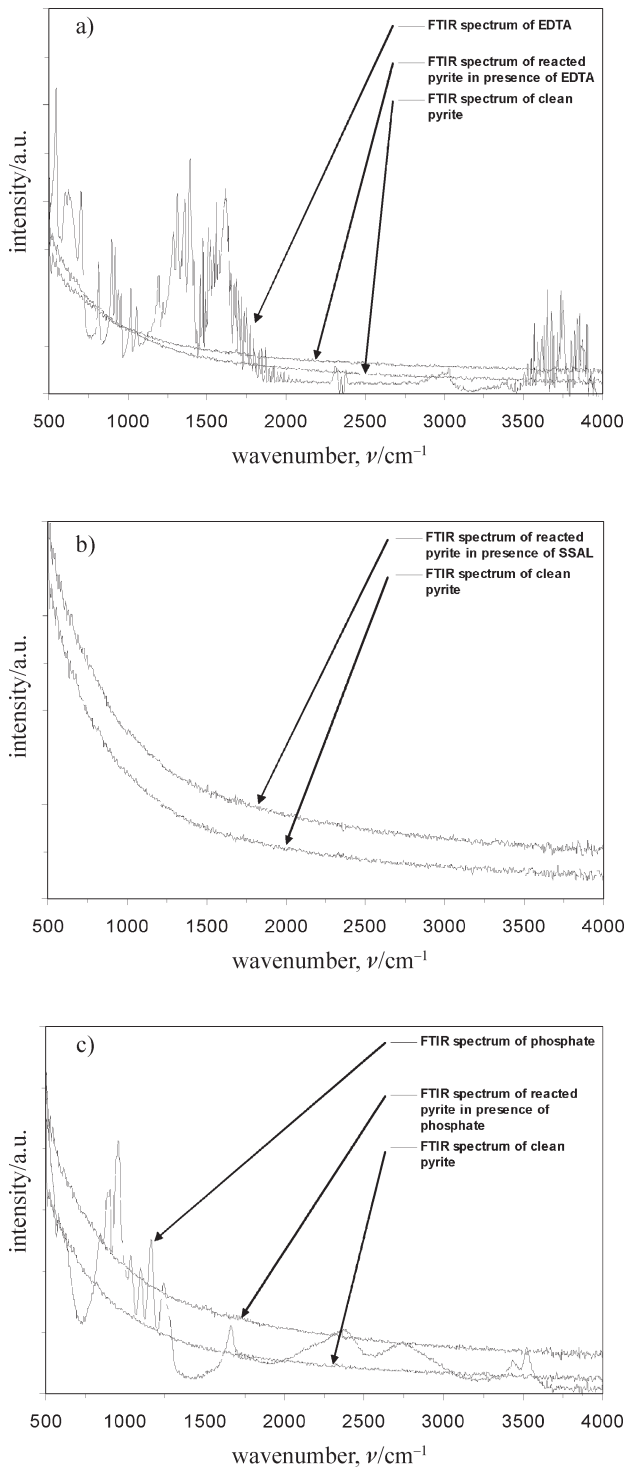 a)
FTIR spectrum of EDTA
FTIR spectrum of reacted
pyrite in presence of EDTA
FTIR spectrum of clean
pyrite
intensity/a.u.
500 1000 1500 2000 2500 3000 3500 4000
wavenumber, ν/cm⁻¹
b)
FTIR spectrum of reacted
pyrite in presence of SSAL
FTIR spectrum of clean
pyrite
intensity/a.u.
500 1000 1500 2000 2500 3000 3500 4000
wavenumber, ν/cm⁻¹
c)
FTIR spectrum of phosphate
FTIR spectrum of reacted
pyrite in presence of
phosphate
FTIR spectrum of clean
pyrite
intensity/a.u.
500 1000 1500 2000 2500 3000 3500 4000
wavenumber, ν/cm⁻¹